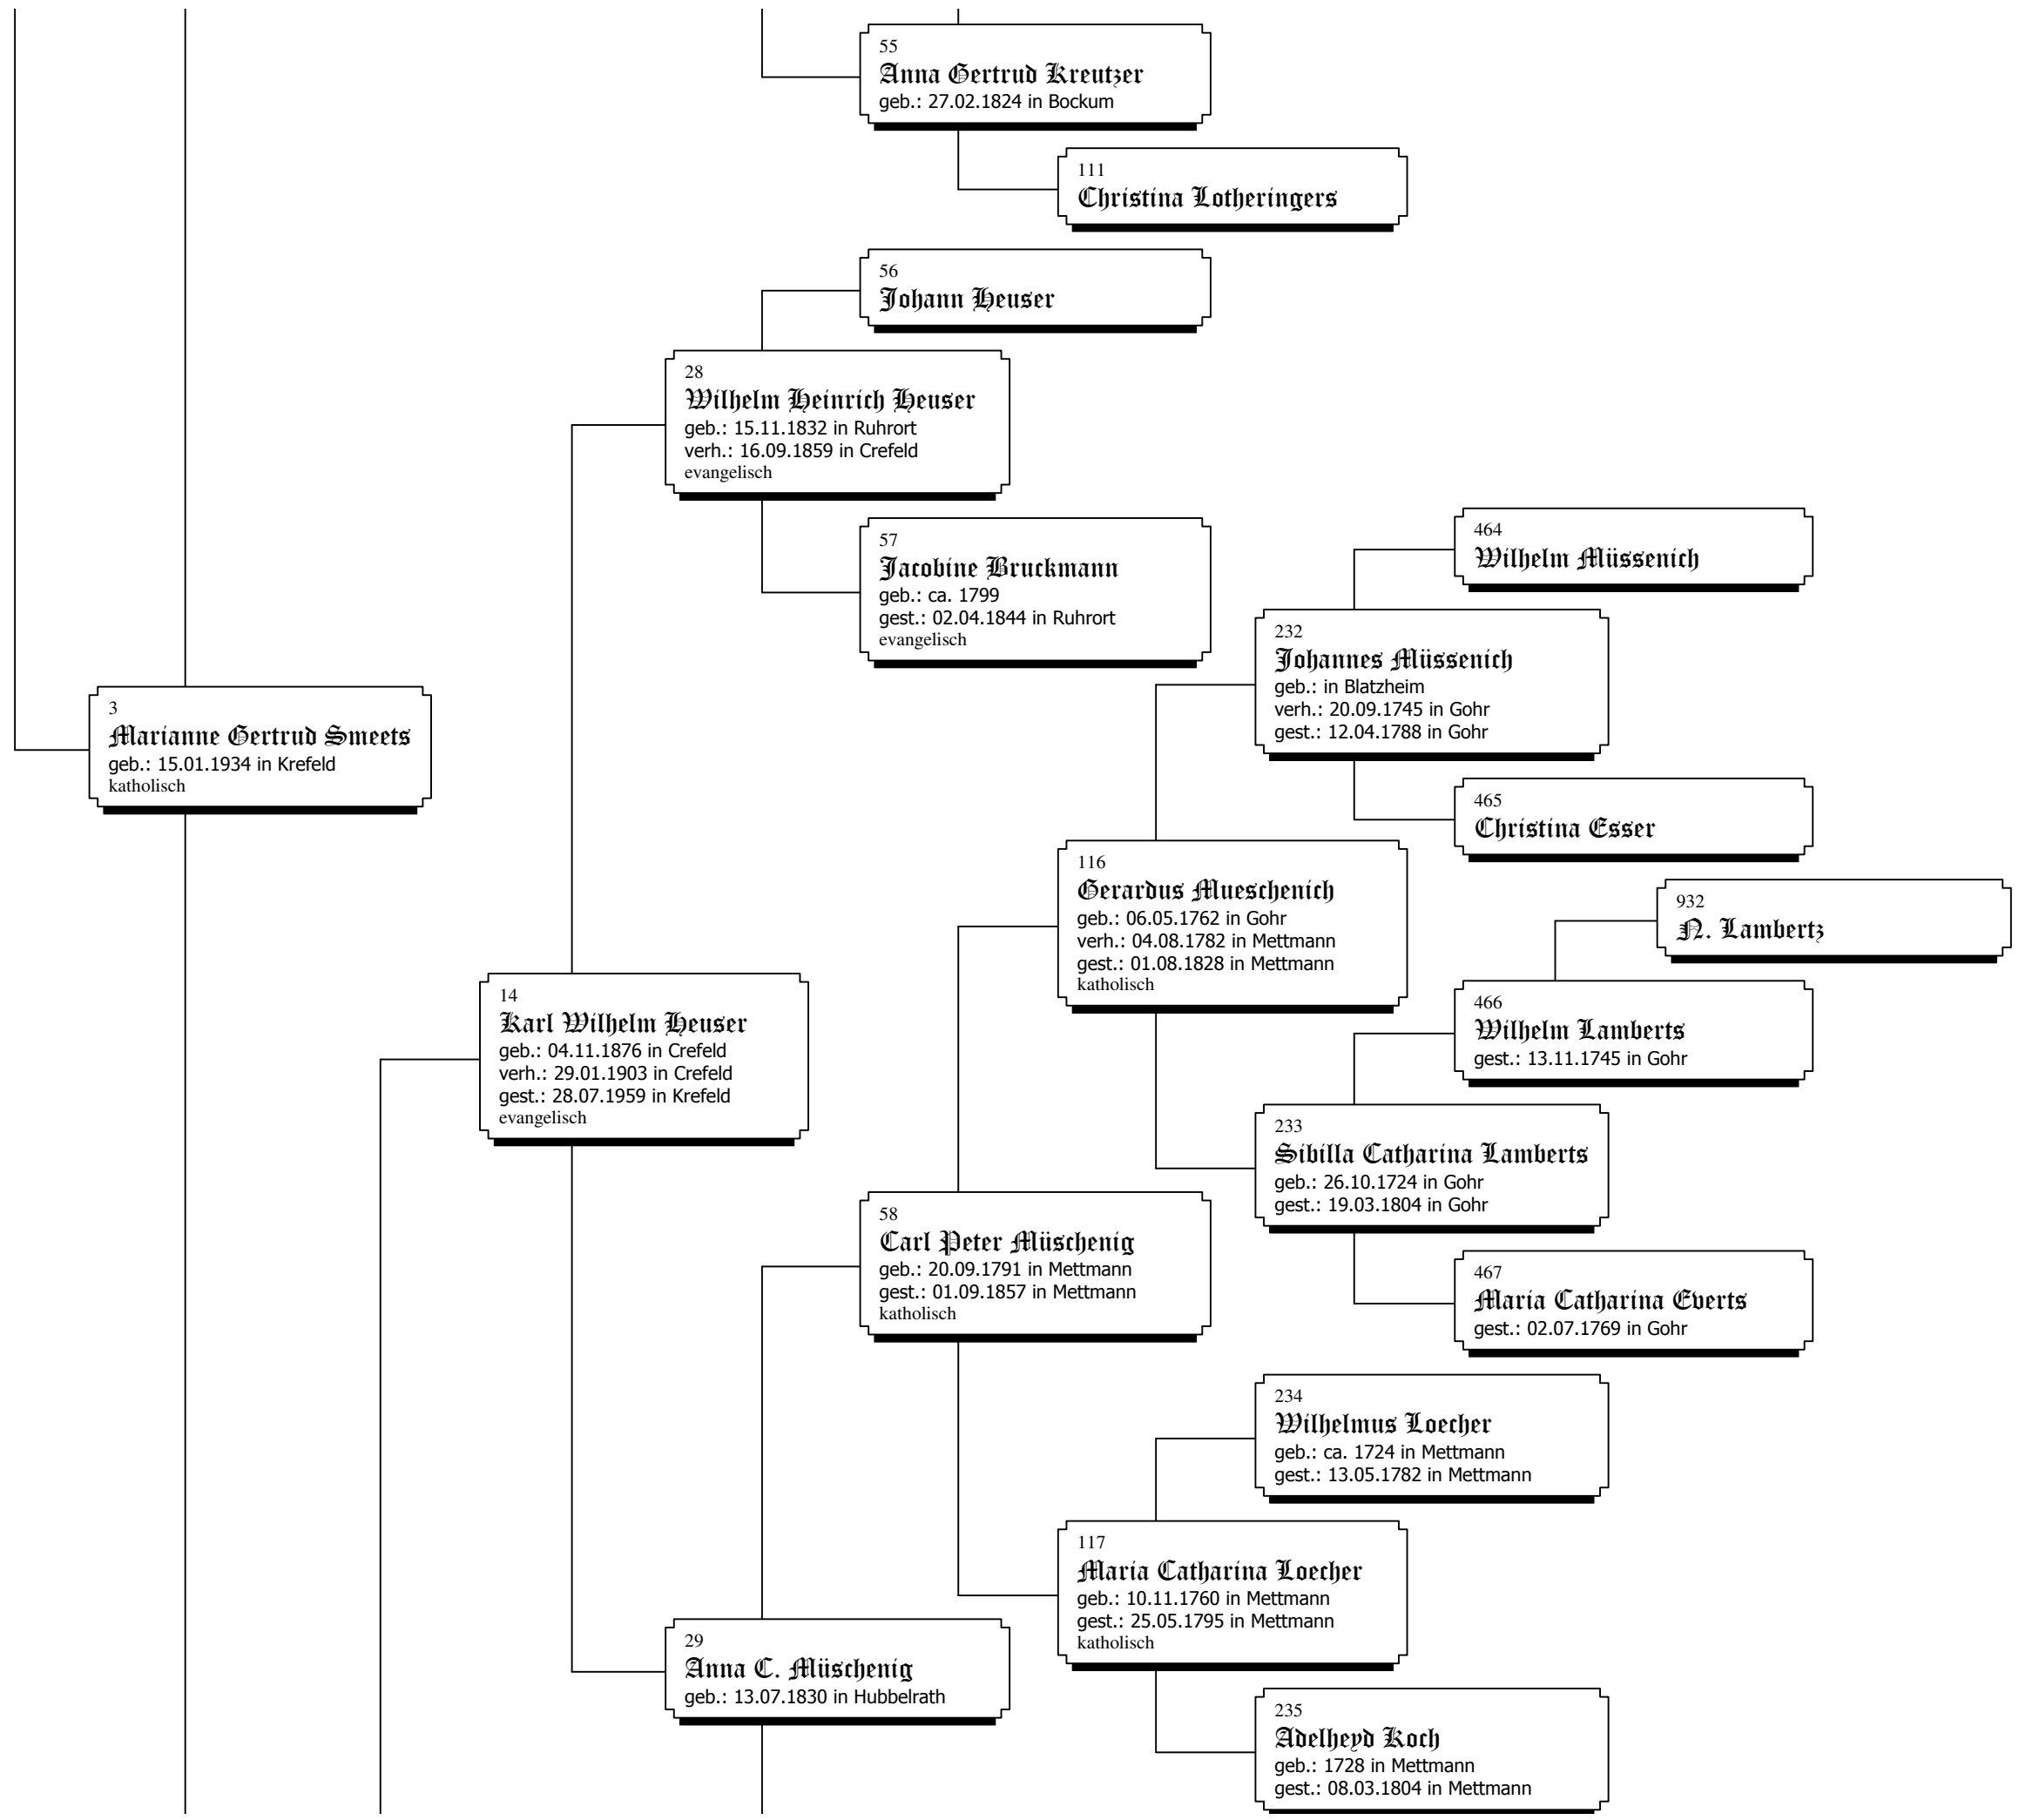 55
Anna Gertrud Kreutzer
geb.: 27.02.1824 in Bockum
111
Christina Lotheringers
56
Johann Heuser
28
Wilhelm Heinrich Heuser
geb.: 15.11.1832 in Ruhrort
verh.: 16.09.1859 in Crefeld
evangelisch
57
Jacobine Bruckmann
geb.: ca. 1799
gest.: 02.04.1844 in Ruhrort
evangelisch
464
Wilhelm Müssenich
232
Johannes Müssenich
geb.: in Blatzheim
verh.: 20.09.1745 in Gohr
gest.: 12.04.1788 in Gohr
465
Christina Esser
3
Marianne Gertrud Smeets
geb.: 15.01.1934 in Krefeld
katholisch
116
Gerardus Mueschenich
geb.: 06.05.1762 in Gohr
verh.: 04.08.1782 in Mettmann
gest.: 01.08.1828 in Mettmann
katholisch
932
N. Lambertz
466
Wilhelm Lamberts
gest.: 13.11.1745 in Gohr
14
Karl Wilhelm Heuser
geb.: 04.11.1876 in Crefeld
verh.: 29.01.1903 in Crefeld
gest.: 28.07.1959 in Krefeld
evangelisch
233
Sibilla Catharina Lamberts
geb.: 26.10.1724 in Gohr
gest.: 19.03.1804 in Gohr
58
Carl Peter Müschenig
geb.: 20.09.1791 in Mettmann
gest.: 01.09.1857 in Mettmann
katholisch
467
Maria Catharina Everts
gest.: 02.07.1769 in Gohr
234
Wilhelmus Loecher
geb.: ca. 1724 in Mettmann
gest.: 13.05.1782 in Mettmann
117
Maria Catharina Loecher
geb.: 10.11.1760 in Mettmann
gest.: 25.05.1795 in Mettmann
katholisch
29
Anna C. Müschenig
geb.: 13.07.1830 in Hubbelrath
235
Adelheyd Koch
geb.: 1728 in Mettmann
gest.: 08.03.1804 in Mettmann